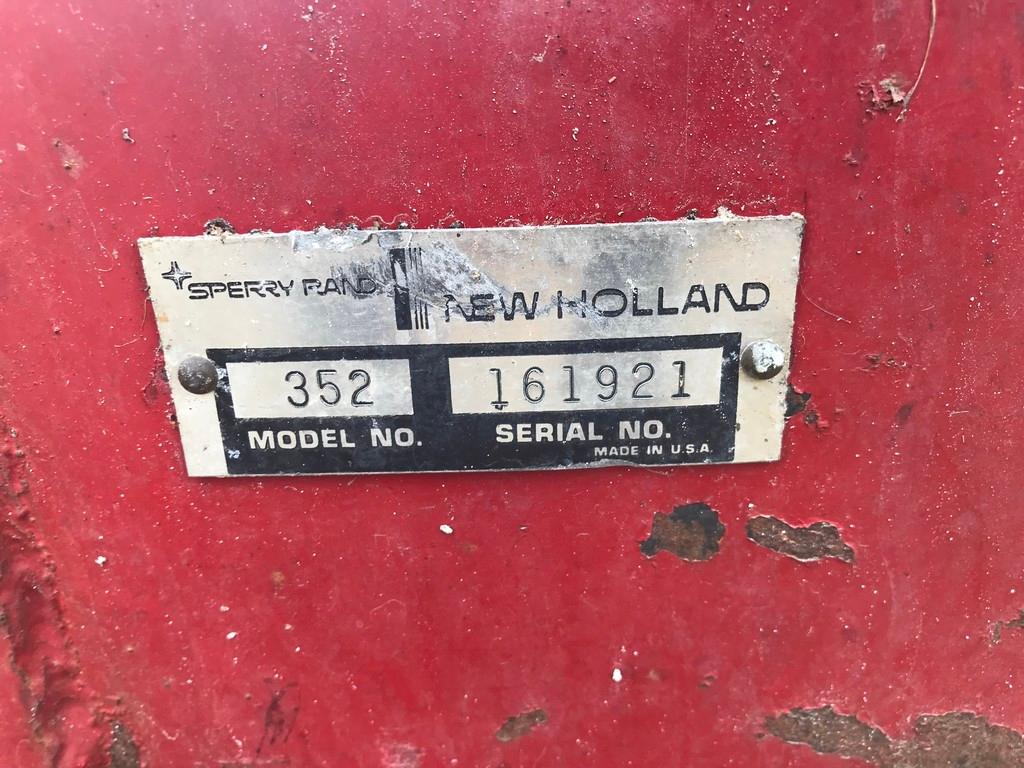 SPERRY RAND NEW HOLLAND
352 161921
MODEL NO. SERIAL NO.
MADE IN U.S.A.